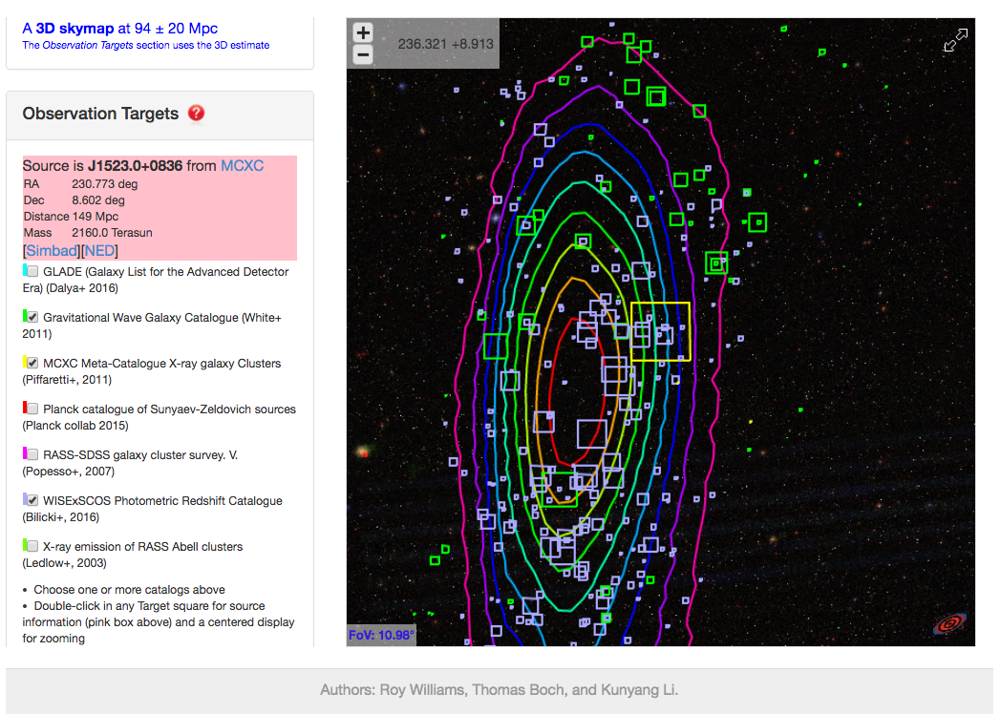 A 3D skymap at 94 ± 20 Mpc
The Observation Targets section uses the 3D estimate
Observation Targets ?
Source is J1523.0+0836 from MCXC
RA 230.773 deg
Dec 8.602 deg
Distance 149 Mpc
Mass 2160.0 Terasun
[Simbad][NED]
GLADE (Galaxy List for the Advanced Detector
Era) (Dalya+ 2016)
Gravitational Wave Galaxy Catalogue (White+
2011)
MCXC Meta-Catalogue X-ray galaxy Clusters
(Piffaretti+, 2011)
Planck catalogue of Sunyaev-Zeldovich sources
(Planck collab 2015)
RASS-SDSS galaxy cluster survey. V.
(Popesso+, 2007)
WISExSCOS Photometric Redshift Catalogue
(Bilicki+, 2016)
X-ray emission of RASS Abell clusters
(Ledlow+, 2003)
• Choose one or more catalogs above
• Double-click in any Target square for source
information (pink box above) and a centered display
for zooming
+
−
236.321 +8.913
FoV: 10.98°
Authors: Roy Williams, Thomas Boch, and Kunyang Li.